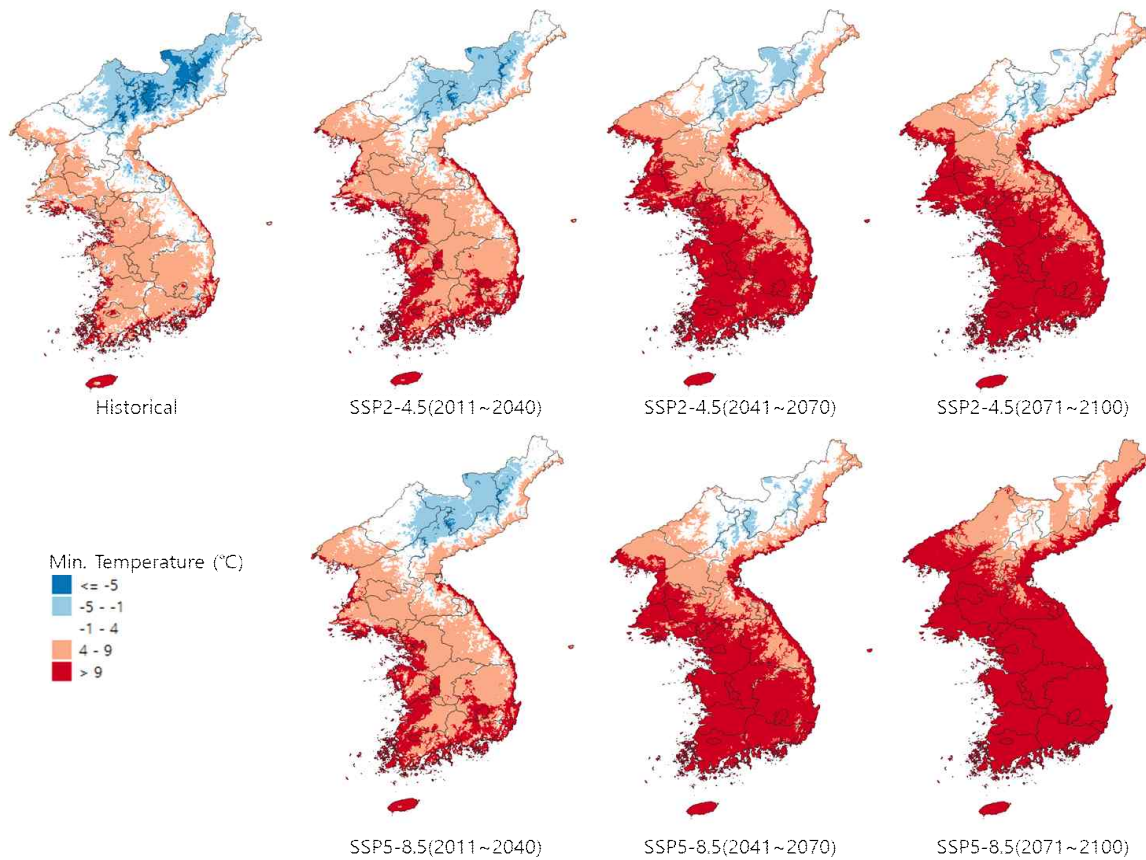 Historical
SSP2-4.5(2011~2040)
SSP2-4.5(2041~2070)
SSP2-4.5(2071~2100)
Min. Temperature (℃)
<= -5
-5 - -1
-1 - 4
4 - 9
> 9
SSP5-8.5(2011~2040)
SSP5-8.5(2041~2070)
SSP5-8.5(2071~2100)